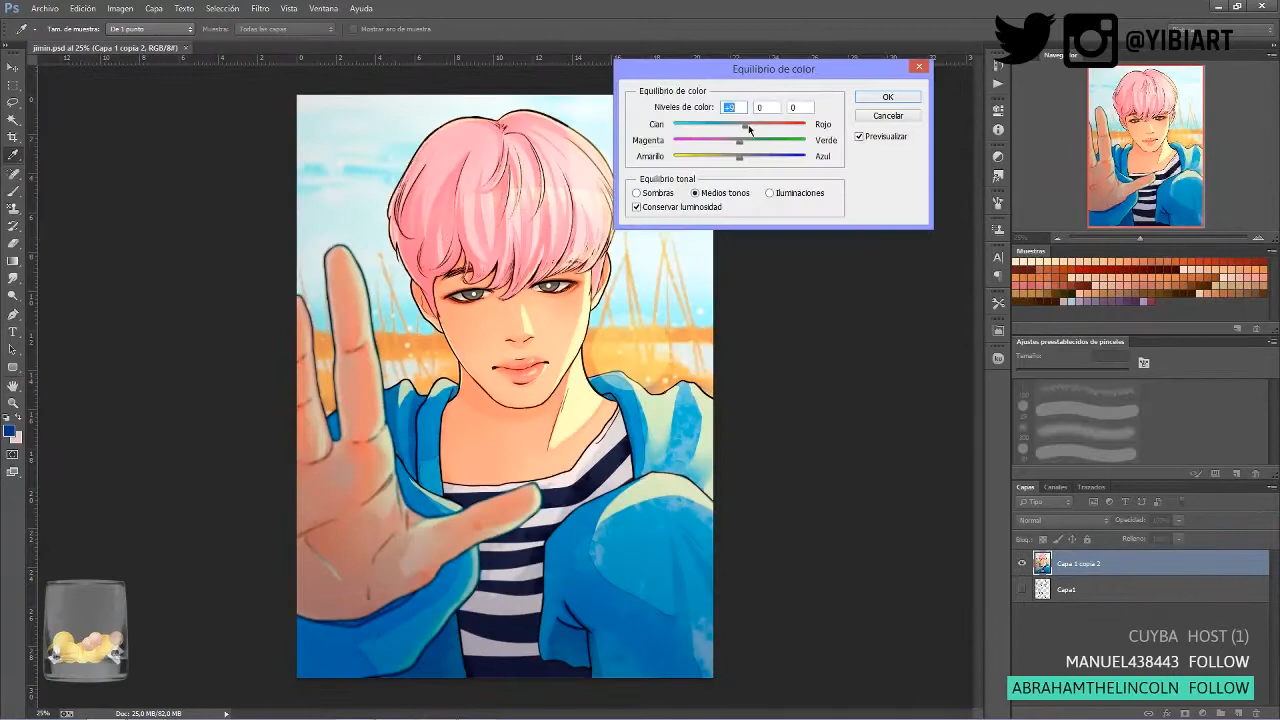 Ps Archivo Edición Imagen Capa Texto Selección Filtro Vista Ventana Ayuda
Tam. de muestra: De 1 punto Muestra: Todas las capas Mostrar aro de muestra
@YIBIART
jimin.psd al 25% (Capa 1 copia 2, RGB/8#)
Equilibrio de color
Equilibrio de color
Niveles de color: +9 0 0
Cian Rojo
Magenta Verde
Amarillo Azul
Equilibrio tonal
Sombras Medios tonos Iluminaciones
Conservar luminosidad
OK
Cancelar
Previsualizar
25%
Muestras
Ajustes preestablecidos de pinceles
Tamaño:
Capas Canales Trazados
Tipo
Normal Opacidad:
Bloq.: Relleno:
Capa 1 copia 2
Capa1
CUYBA HOST (1)
MANUEL438443 FOLLOW
ABRAHAMTHELINCOLN FOLLOW
25% Doc: 25,0 MB/82,0 MB